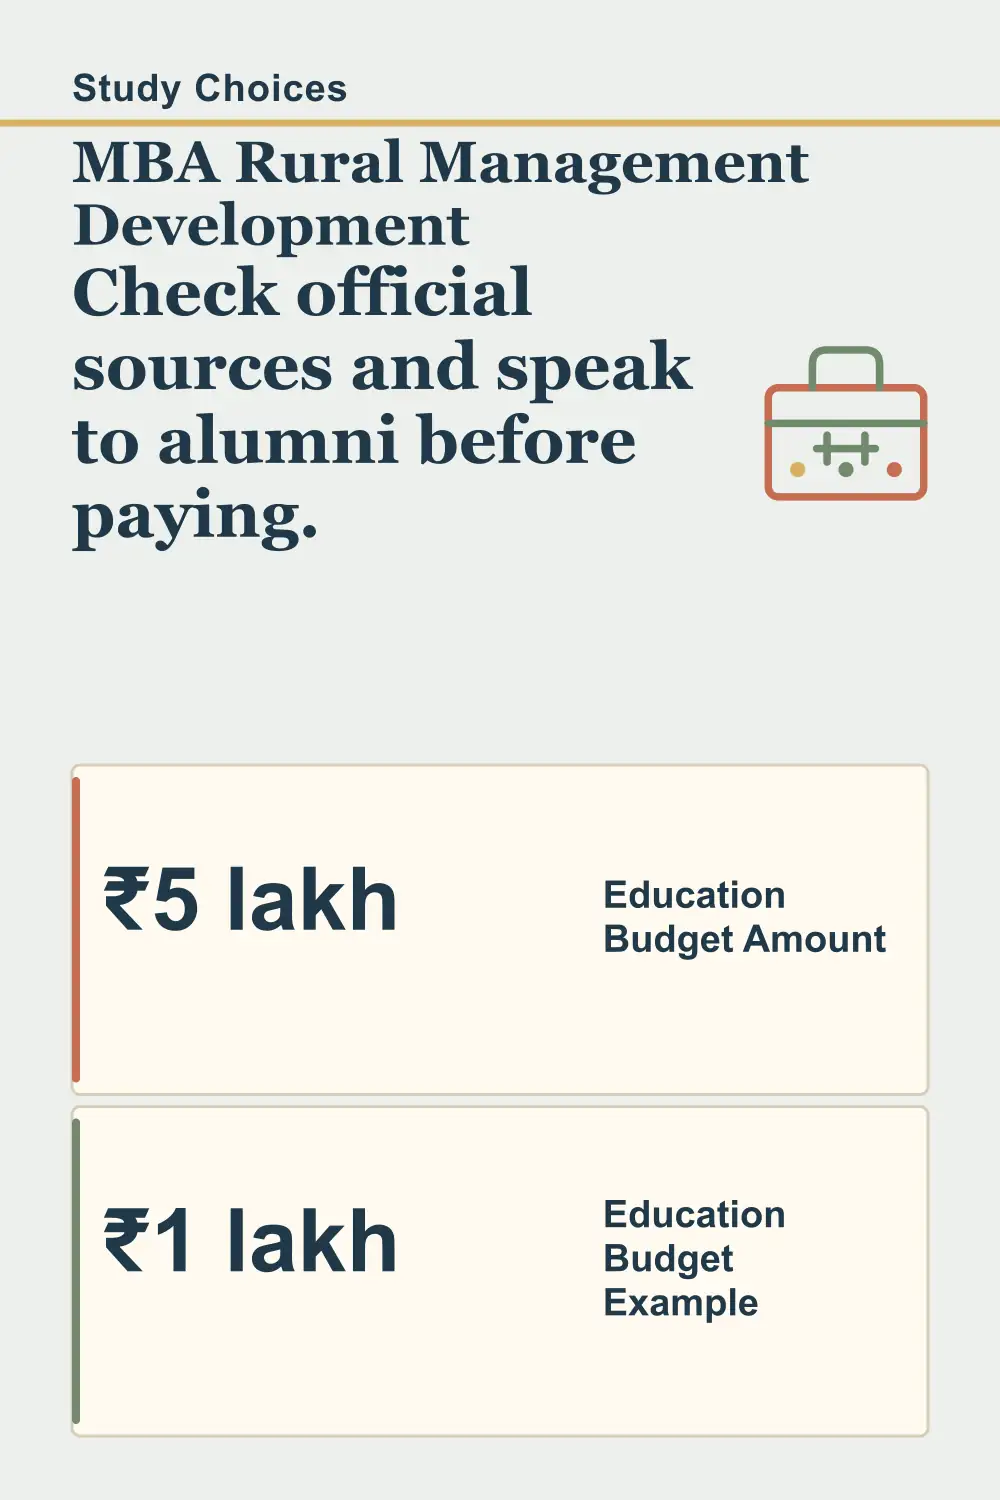 Study Choices
MBA Rural Management
Development
Check official
sources and speak
to alumni before
paying.
₹5 lakh
Education
Budget Amount
₹1 lakh
Education
Budget
Example